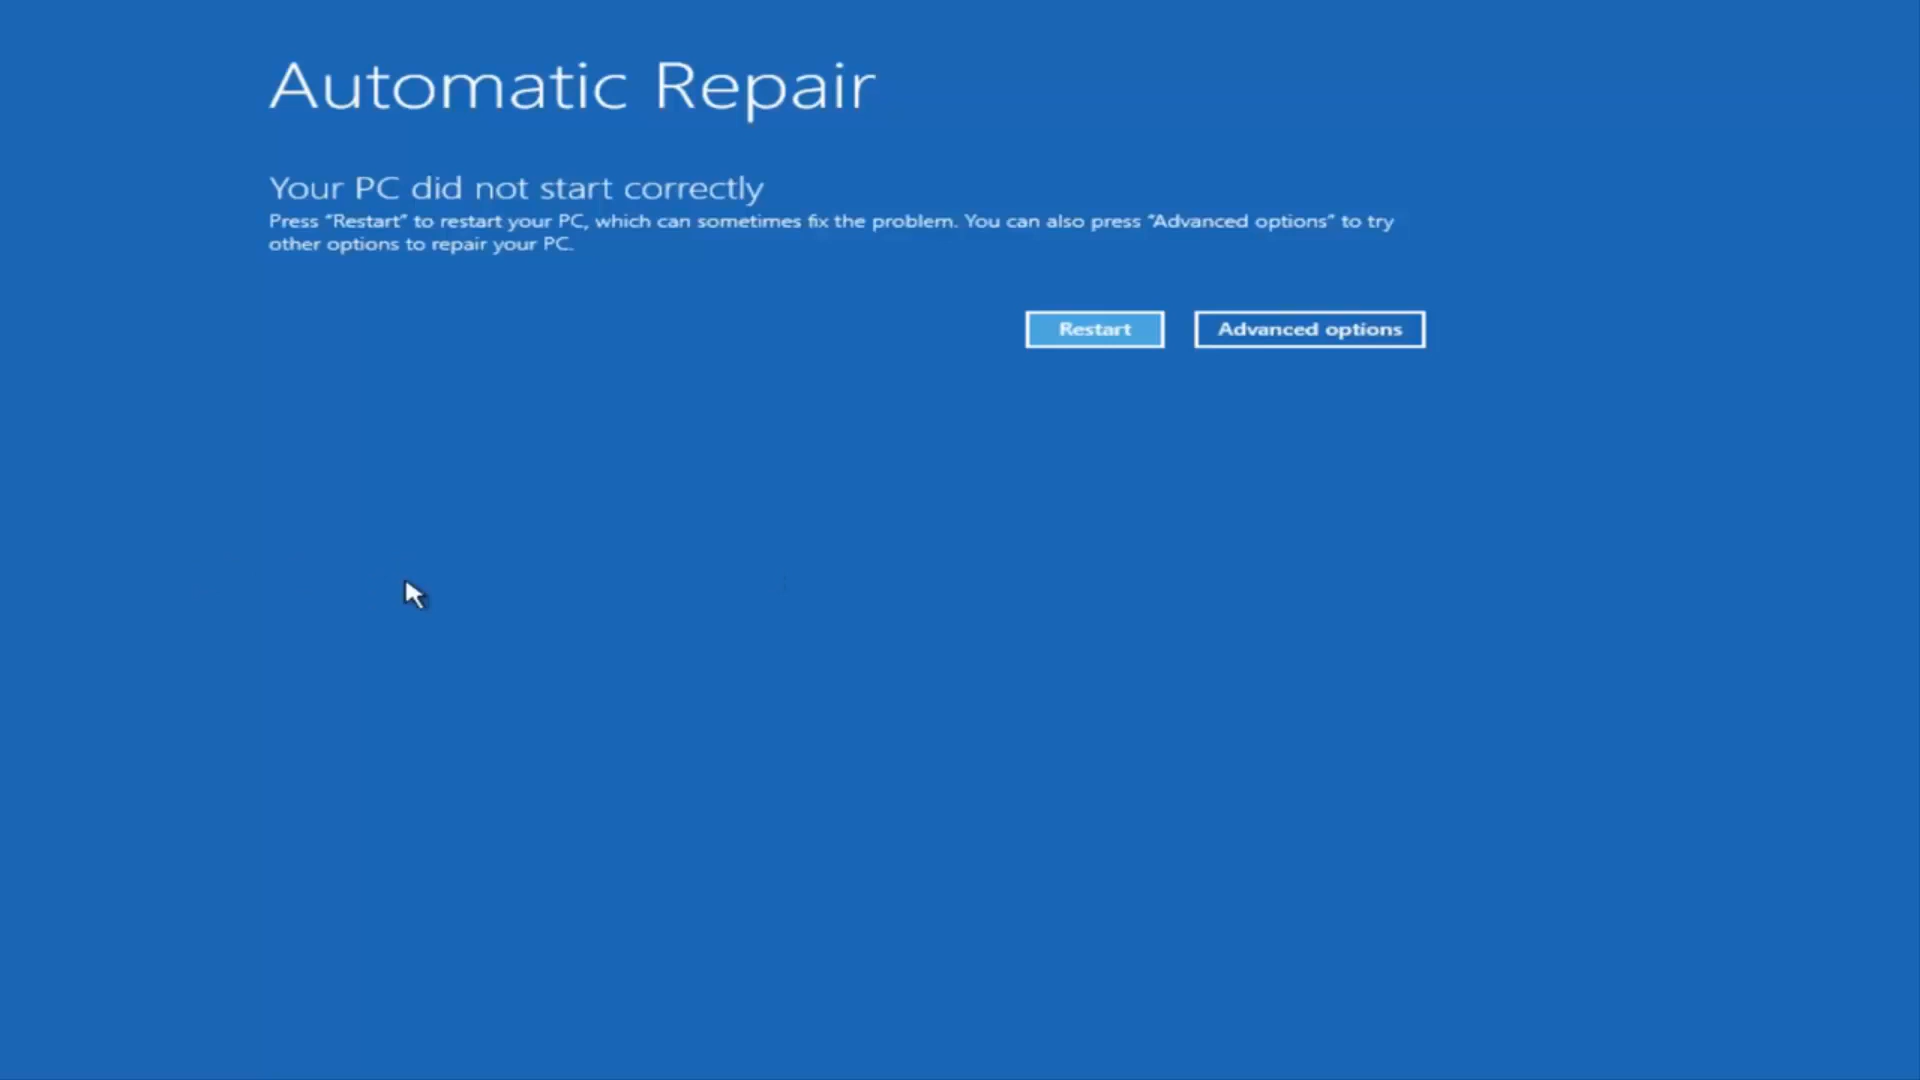 Automatic Repair
Your PC did not start correctly
Press “Restart” to restart your PC, which can sometimes fix the problem. You can also press “Advanced options” to try
other options to repair your PC.
Restart
Advanced options